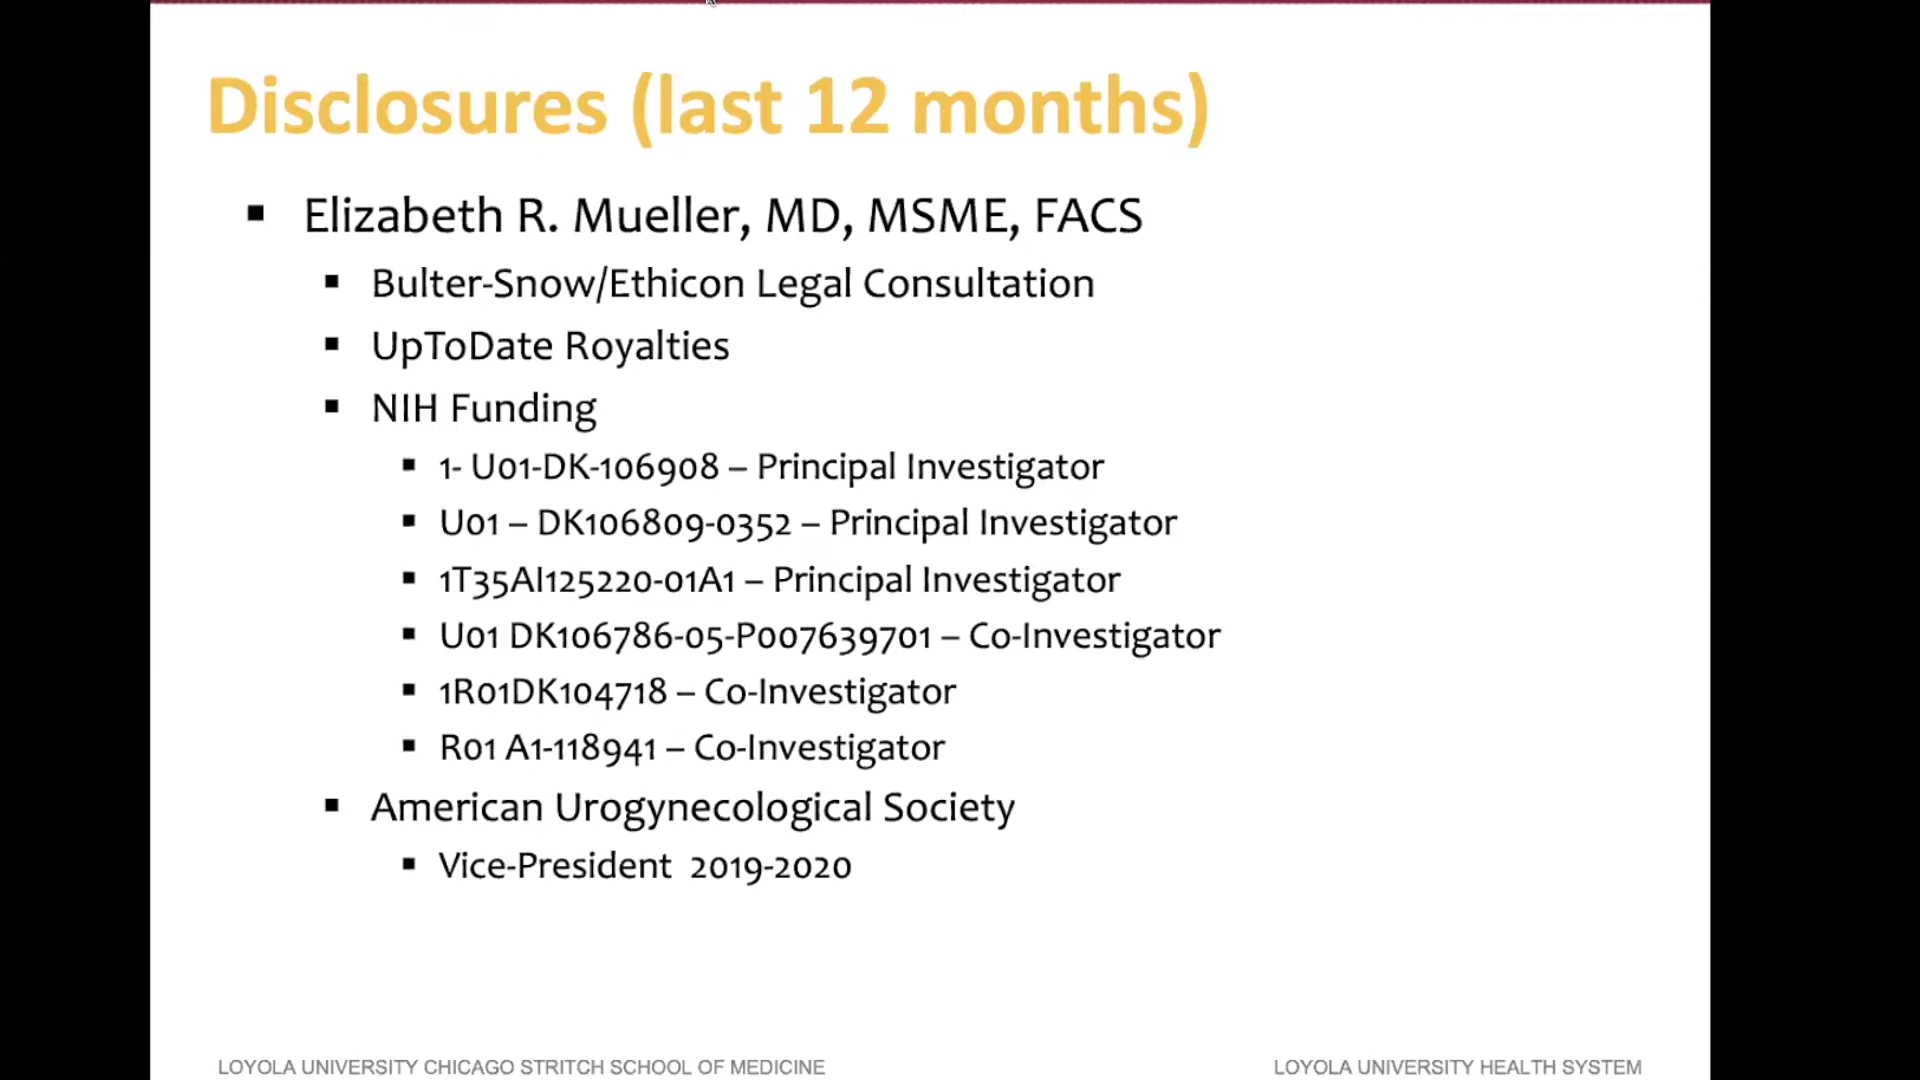 Disclosures (last 12 months)
Elizabeth R. Mueller, MD, MSME, FACS
Bulter-Snow/Ethicon Legal Consultation
UpToDate Royalties
NIH Funding
1- U01-DK-106908 – Principal Investigator
U01 – DK106809-0352 – Principal Investigator
1T35AI125220-01A1 – Principal Investigator
U01 DK106786-05-P007639701 – Co-Investigator
1R01DK104718 – Co-Investigator
R01 A1-118941 – Co-Investigator
American Urogynecological Society
Vice-President 2019-2020
LOYOLA UNIVERSITY CHICAGO STRITCH SCHOOL OF MEDICINE
LOYOLA UNIVERSITY HEALTH SYSTEM